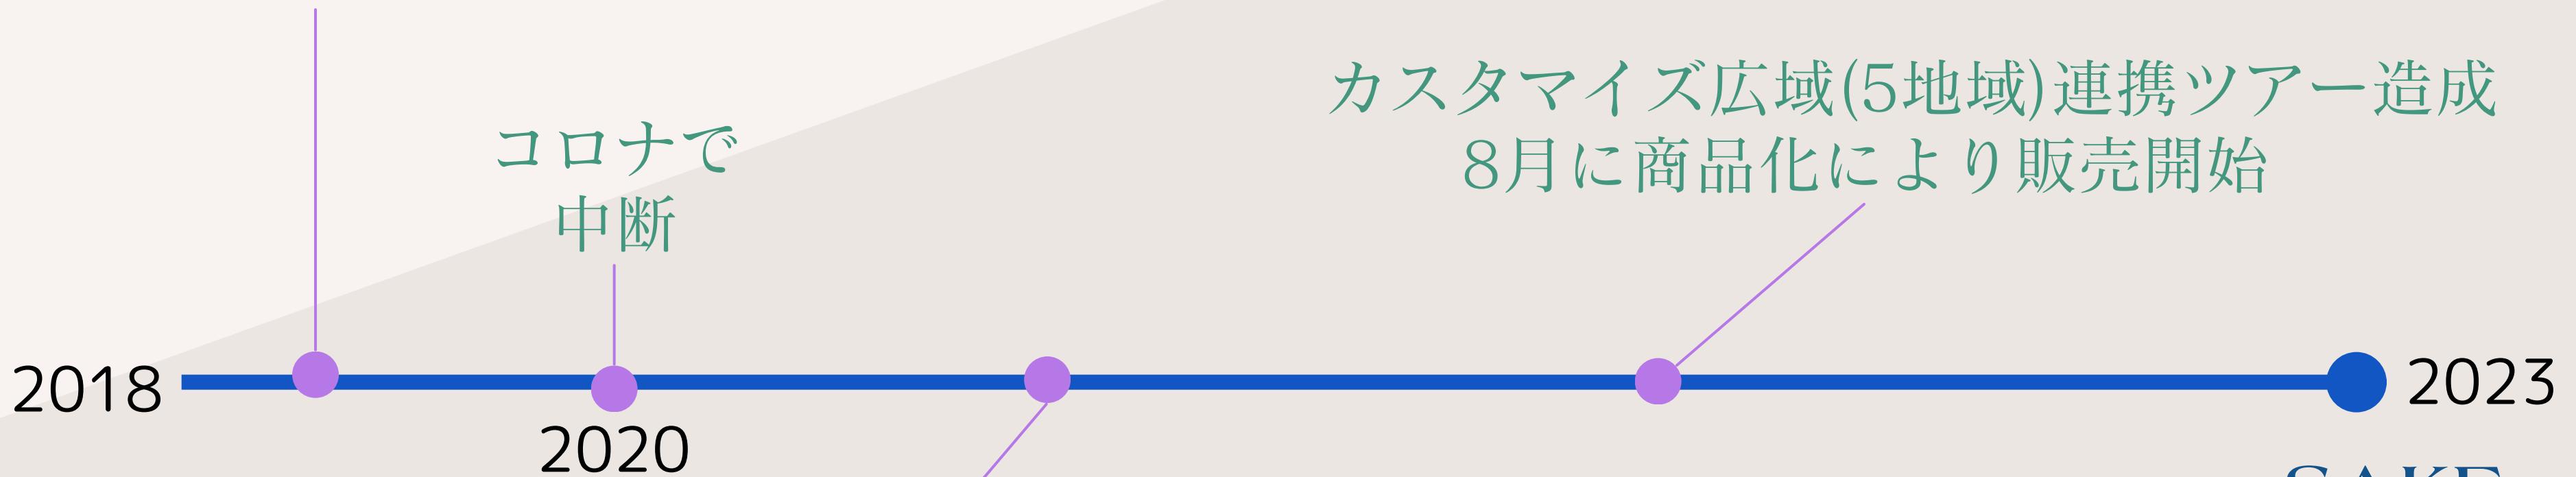 カスタマイズ広域(5地域)連携ツアー造成
8月に商品化により販売開始
コロナで
中断
2018
2023
2020
SAKE